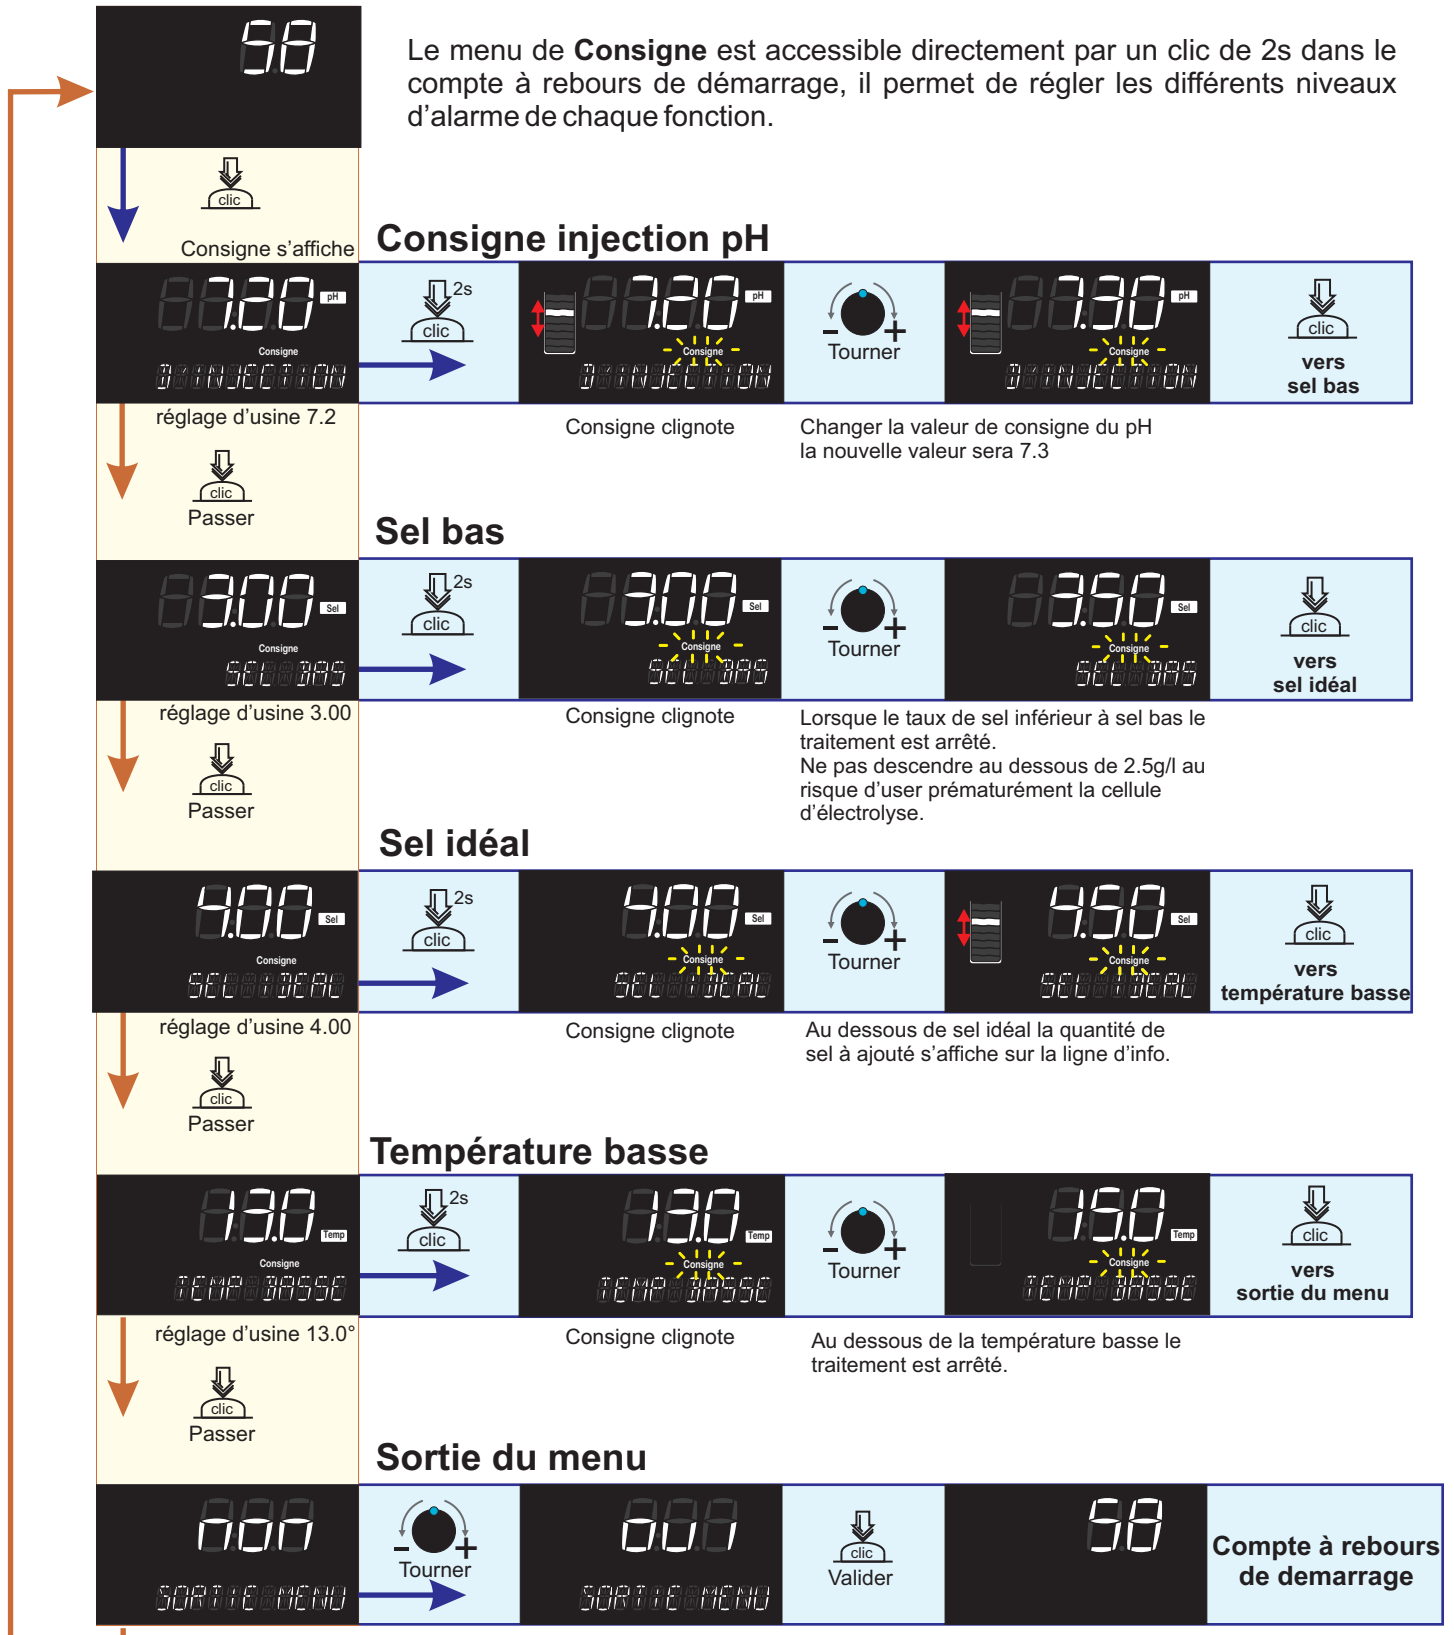 58
Le menu de Consigne est accessible directement par un clic de 2s dans le
compte à rebours de démarrage, il permet de régler les différents niveaux
d'alarme de chaque fonction.
clic
Consigne s'affiche
Consigne injection pH
7.20 pH
Consigne
2s
clic
7.20 pH
Consigne
- +
Tourner
7.30 pH
Consigne
clic
vers
sel bas
réglage d'usine 7.2
Consigne clignote
Changer la valeur de consigne du pH
la nouvelle valeur sera 7.3
clic
Passer
Sel bas
3.00 Sel
Consigne
SEL BAS
2s
clic
3.00 Sel
Consigne
SEL BAS
- +
Tourner
3.50 Sel
Consigne
SEL BAS
clic
vers
sel idéal
réglage d'usine 3.00
Consigne clignote
Lorsque le taux de sel inférieur à sel bas le
traitement est arrêté.
Ne pas descendre au dessous de 2.5g/l au
risque d'user prématurément la cellule
d'électrolyse.
clic
Passer
Sel idéal
4.00 Sel
Consigne
SEL IDEAL
2s
clic
4.00 Sel
Consigne
SEL IDEAL
- +
Tourner
4.50 Sel
Consigne
SEL IDEAL
clic
vers
température basse
réglage d'usine 4.00
Consigne clignote
Au dessous de sel idéal la quantité de
sel à ajouté s'affiche sur la ligne d'info.
clic
Passer
Température basse
13.0 Temp
Consigne
TEMP BASSE
2s
clic
13.0 Temp
Consigne
TEMP BASSE
- +
Tourner
15.0 Temp
Consigne
TEMP BASSE
clic
vers
sortie du menu
réglage d'usine 13.0°
Consigne clignote
Au dessous de la température basse le
traitement est arrêté.
clic
Passer
Sortie du menu
non
SORTIE MENU
- +
Tourner
oui
SORTIE MENU
clic
Valider
58
Compte à rebours
de demarrage